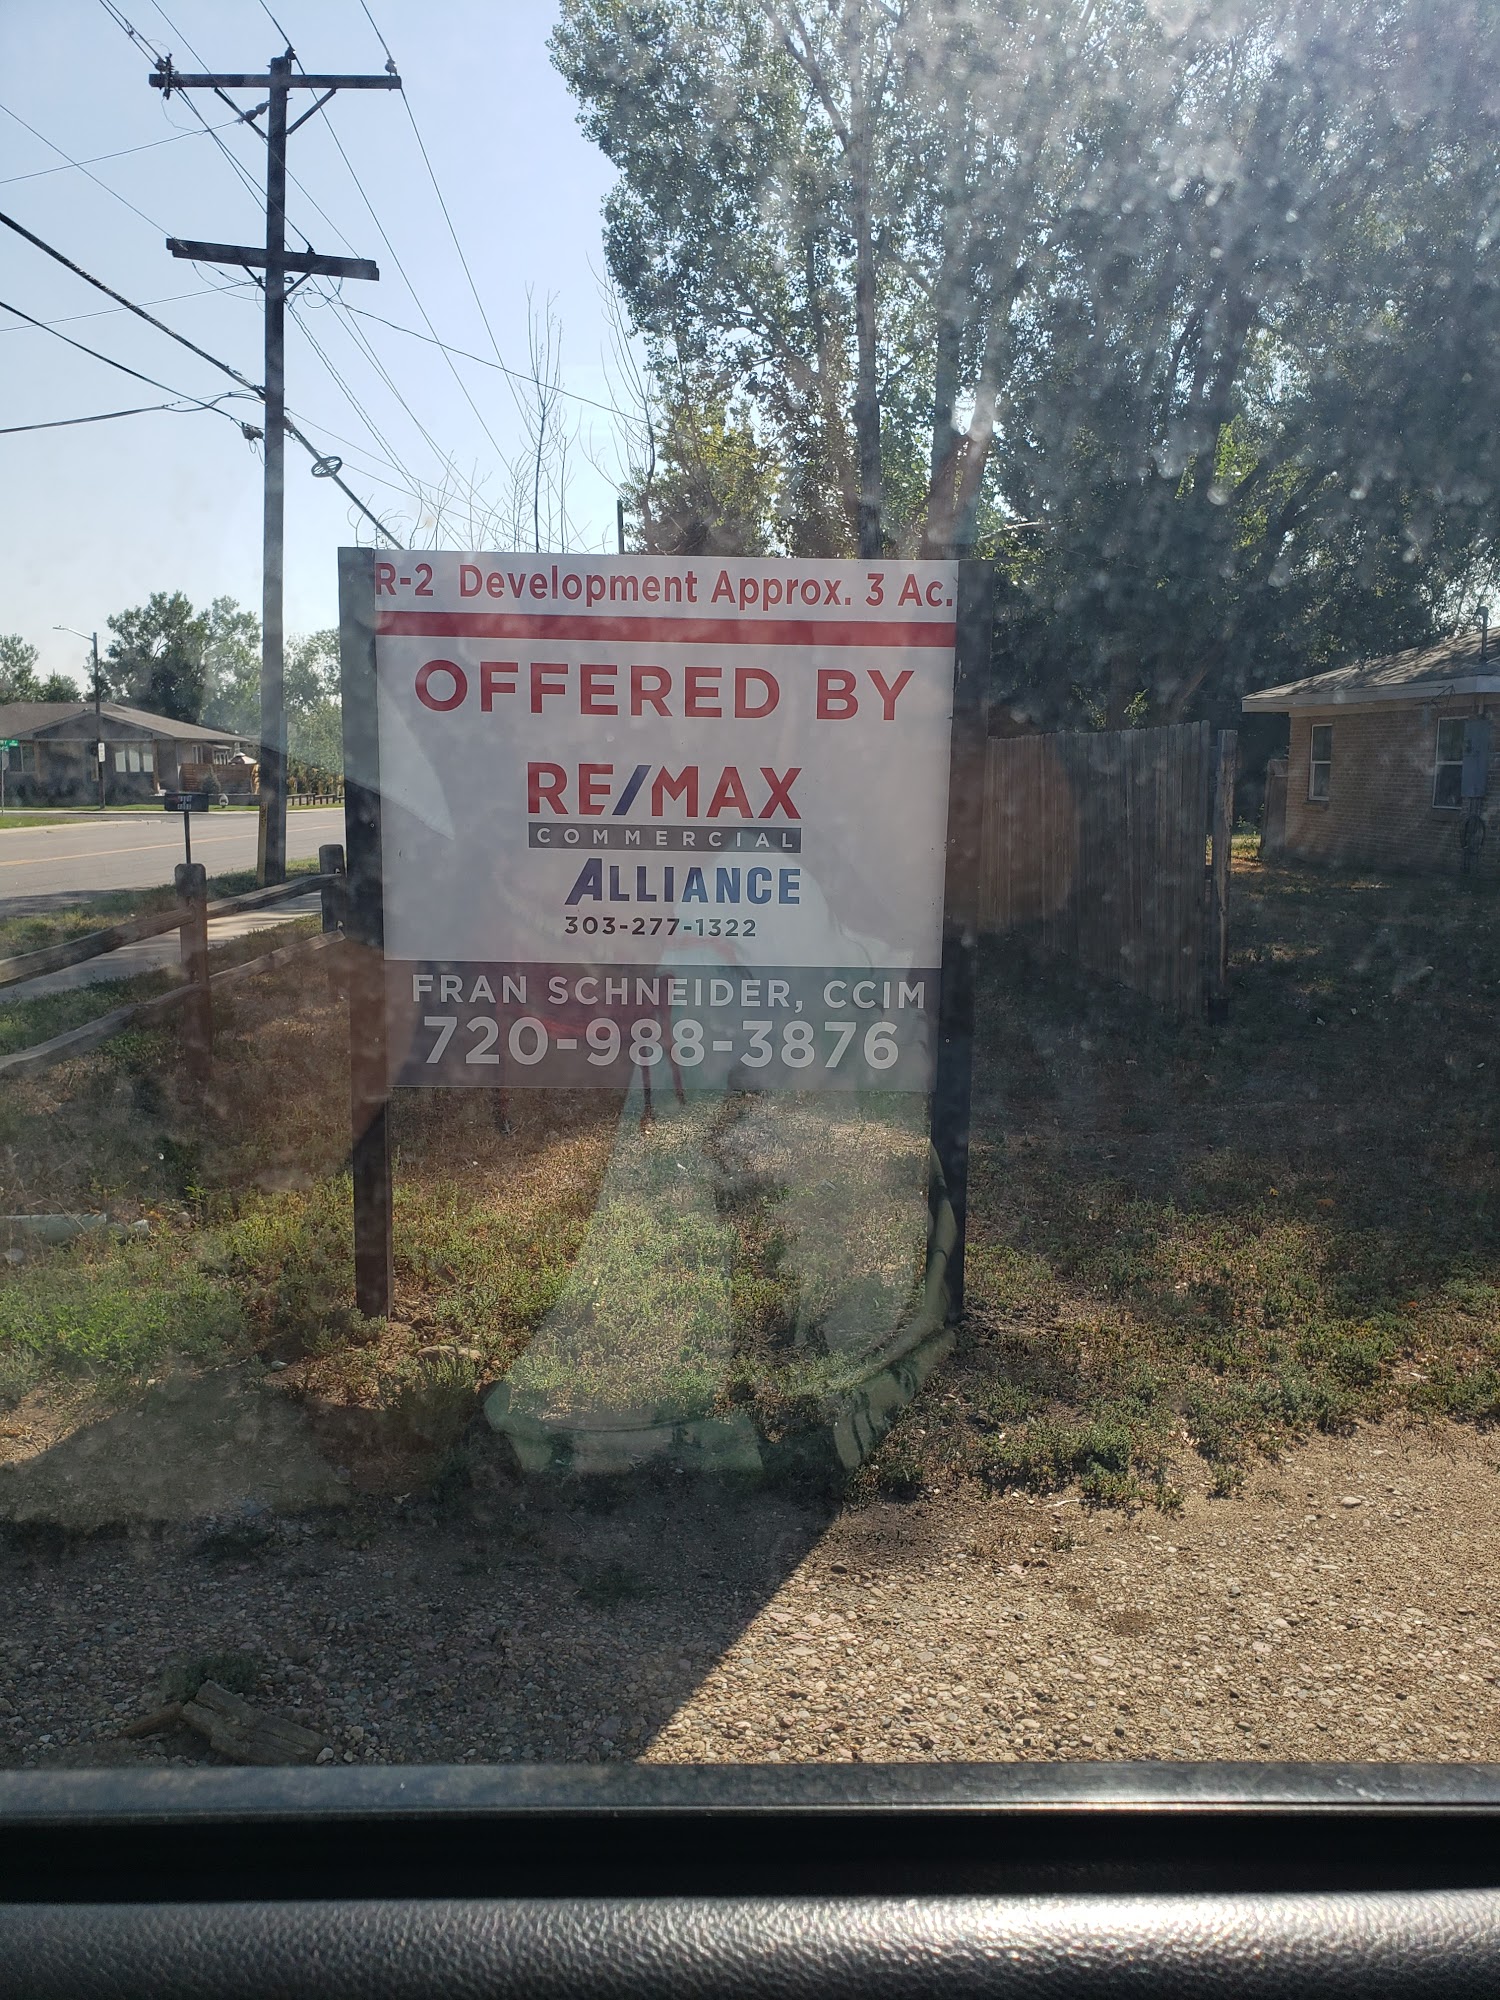 R-2 Development Approx. 3 Ac.
OFFERED BY
RE/MAX
COMMERCIAL
ALLIANCE
303-277-1322
FRAN SCHNEIDER, CCIM
720-988-3876